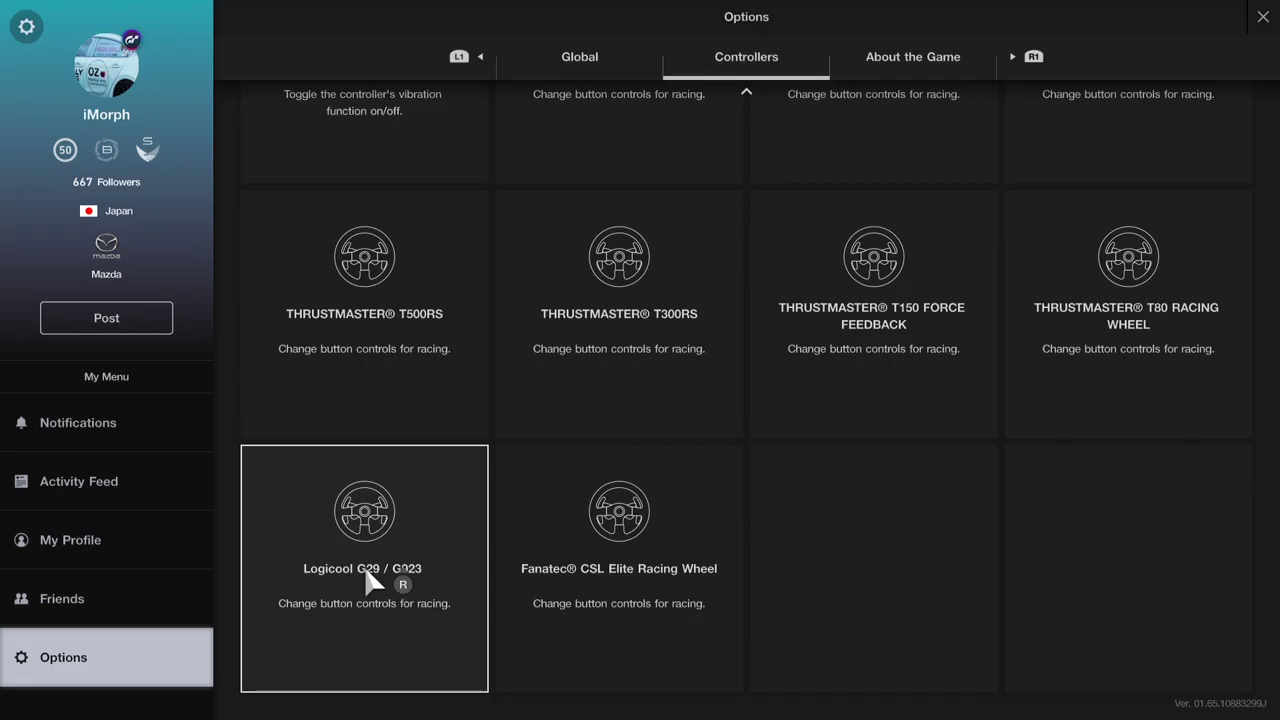 Options
L1
Global
Controllers
About the Game
R1
OZ
iMorph
50
B
S
667 Followers
Japan
mazda
Mazda
Post
My Menu
Notifications
Activity Feed
My Profile
Friends
Options
Toggle the controller's vibration
function on/off.
Change button controls for racing.
Change button controls for racing.
Change button controls for racing.
THRUSTMASTER® T500RS
Change button controls for racing.
THRUSTMASTER® T300RS
Change button controls for racing.
THRUSTMASTER® T150 FORCE
FEEDBACK
Change button controls for racing.
THRUSTMASTER® T80 RACING
WHEEL
Change button controls for racing.
Logicool G29 / G923
R
Change button controls for racing.
Fanatec® CSL Elite Racing Wheel
Change button controls for racing.
Ver. 01.65.10883299J